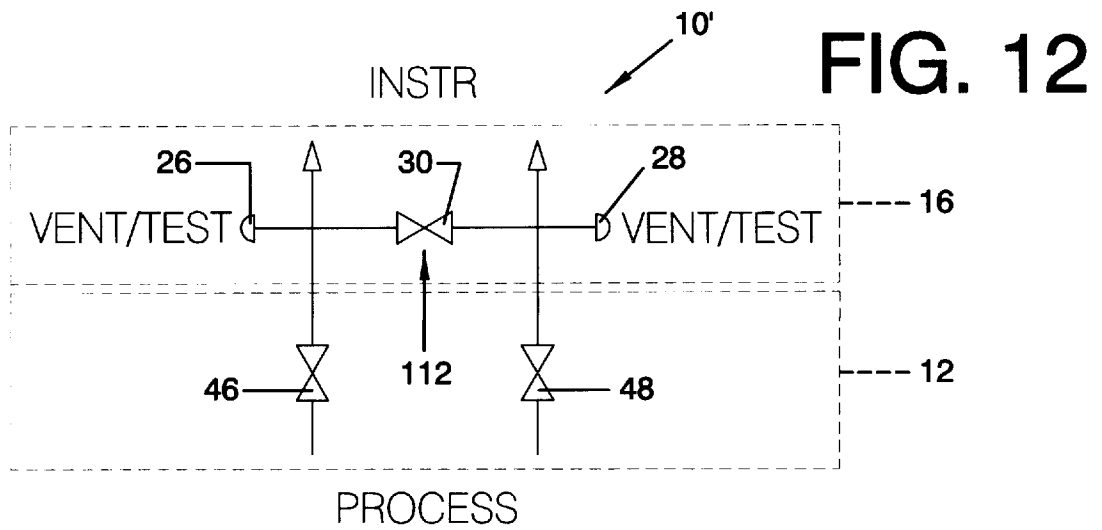 10'
FIG. 12
INSTR
26
30
28
VENT/TEST
VENT/TEST
16
112
46
48
12
PROCESS